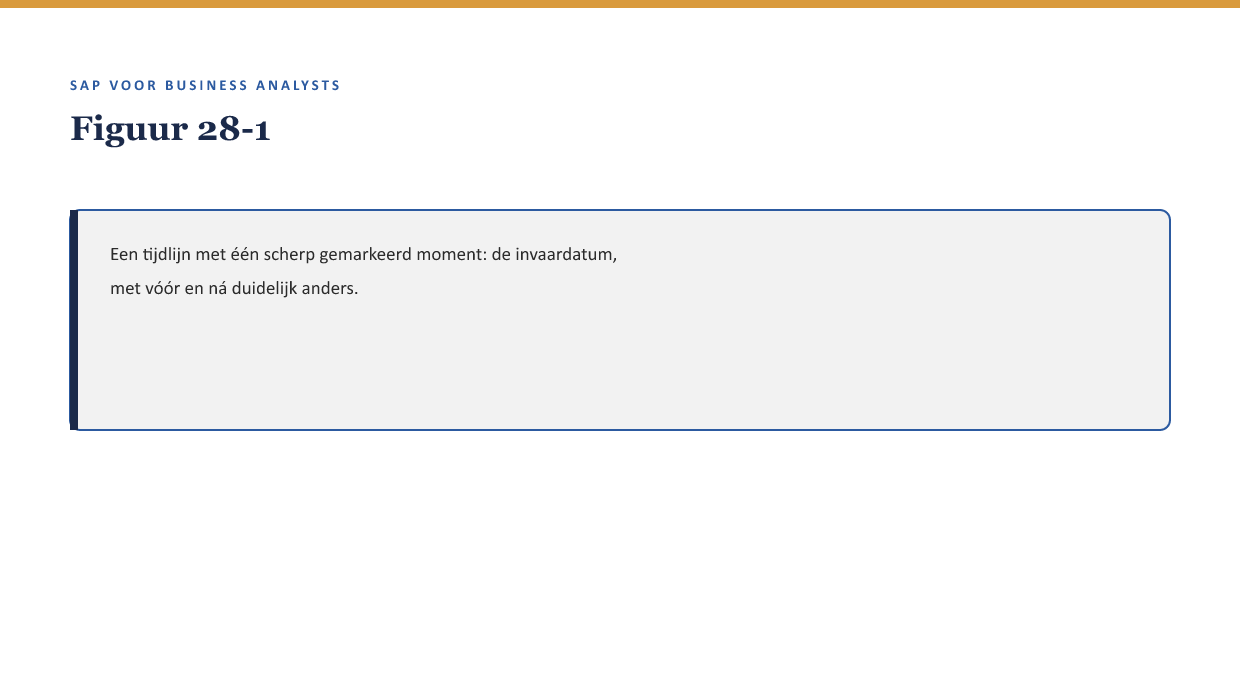 SAP VOOR BUSINESS ANALYSTS
Figuur 28-1
Een tijdlijn met één scherp gemarkeerd moment: de invaardatum,
met vóór en ná duidelijk anders.